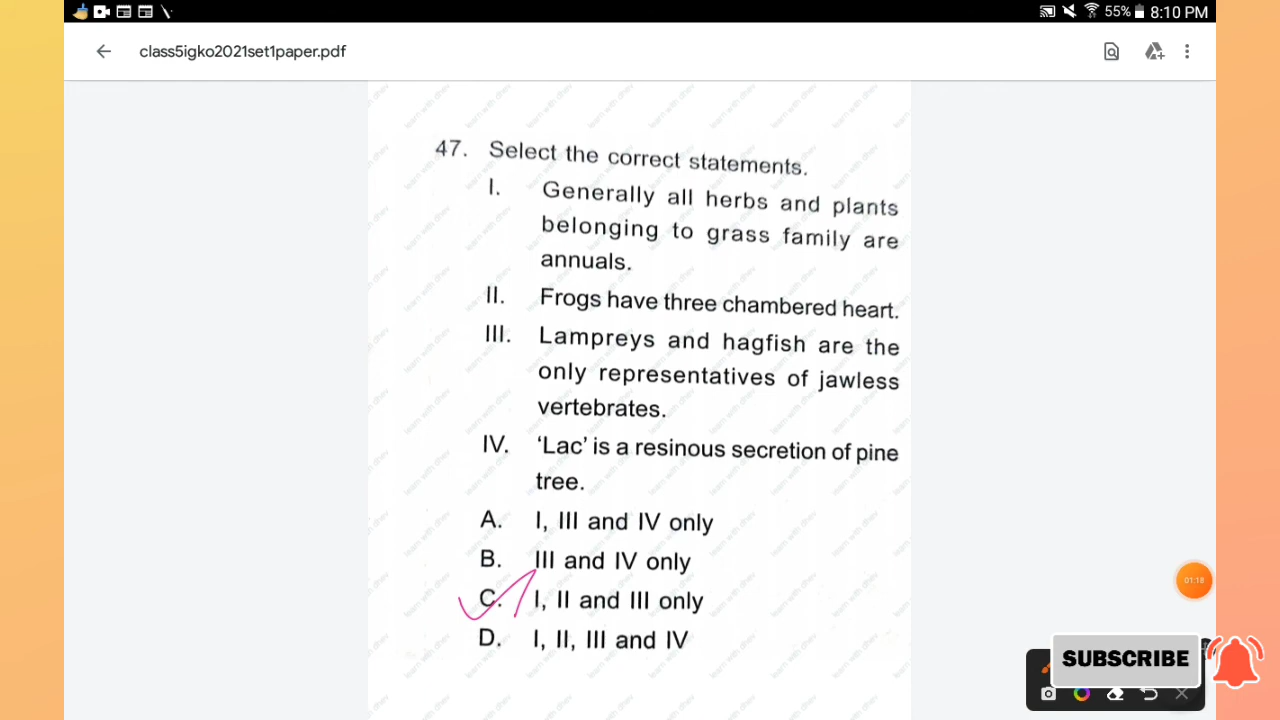 55% 8:10 PM
class5igko2021set1paper.pdf
47. Select the correct statements.
I. Generally all herbs and plants
belonging to grass family are
annuals.
II. Frogs have three chambered heart.
III. Lampreys and hagfish are the
only representatives of jawless
vertebrates.
IV. ‘Lac’ is a resinous secretion of pine
tree.
A. I, III and IV only
B. III and IV only
C. I, II and III only
D. I, II, III and IV
01:18
SUBSCRIBE
learn with dhev